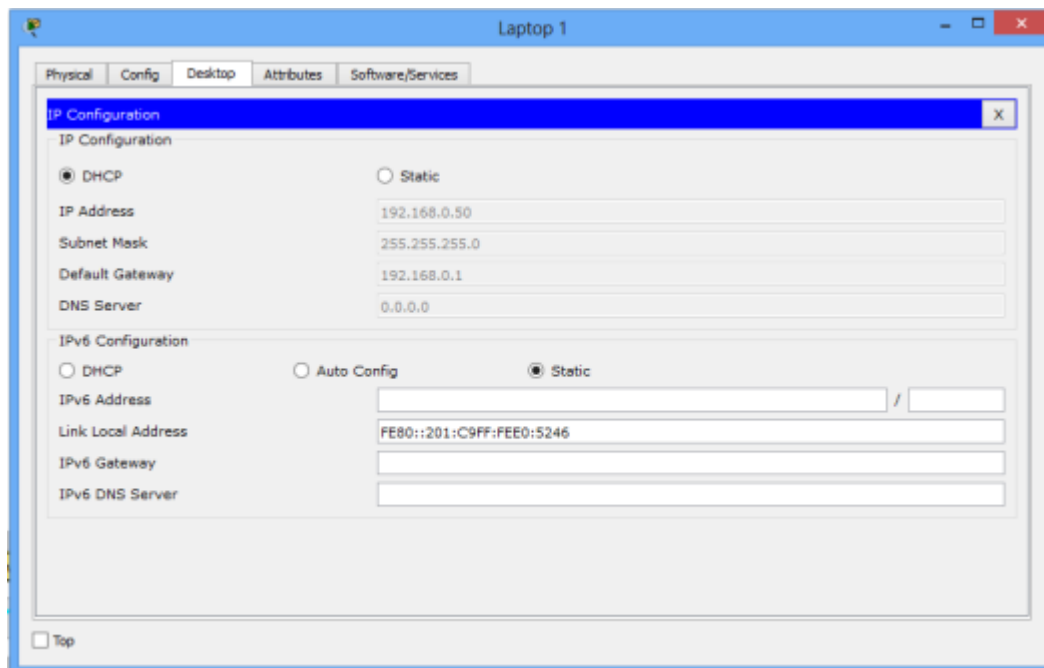 Laptop 1
Physical Config Desktop Attributes Software/Services
IP Configuration X
IP Configuration
DHCP Static
IP Address 192.168.0.50
Subnet Mask 255.255.255.0
Default Gateway 192.168.0.1
DNS Server 0.0.0.0
IPv6 Configuration
DHCP Auto Config Static
IPv6 Address /
Link Local Address FE80::201:C9FF:FEE0:5246
IPv6 Gateway
IPv6 DNS Server
Top